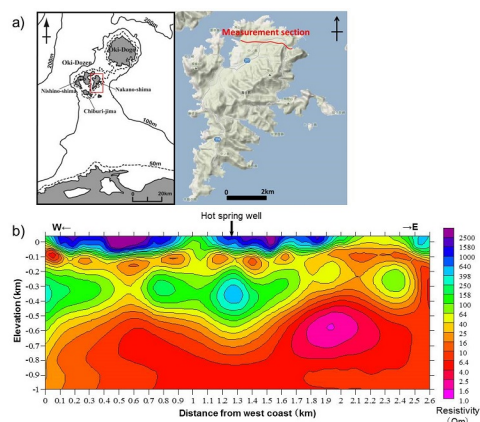 a)
200m
200m
Oki-Dogo
Oki-Dozen
Nishino-shima
Nakano-shima
Chiburi-jima
100m
60m
0 20km
Measurement section
0 2km
Hot spring well
b)
W←
→E
0
-0.1
-0.2
-0.3
-0.4
-0.5
-0.6
-0.7
-0.8
-0.9
-1
Elevation(km)
0 0.1 0.2 0.3 0.4 0.5 0.6 0.7 0.8 0.9 1 1.1 1.2 1.3 1.4 1.5 1.6 1.7 1.8 1.9 2 2.1 2.2 2.3 2.4 2.5 2.6
Distance from west coast (km)
2500
1580
1000
640
398
250
158
100
64
40
25
16
10
6.4
4.0
2.5
1.6
1.0
Resistivity
(Ωm)